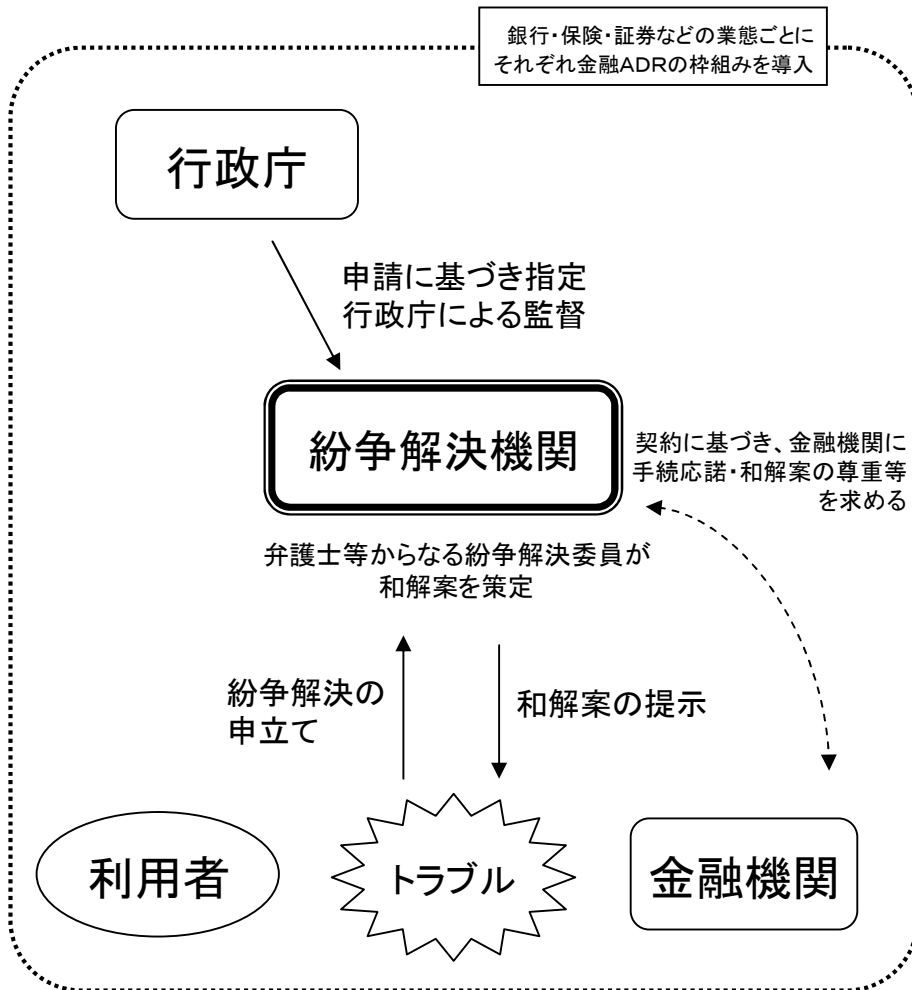 銀行・保険・証券などの業態ごとに
それぞれ金融ADRの枠組みを導入
行政庁
申請に基づき指定
行政庁による監督
紛争解決機関
契約に基づき、金融機関に
手続応諾・和解案の尊重等
を求める
弁護士等からなる紛争解決委員が
和解案を策定
紛争解決の
申立て
和解案の提示
利用者
トラブル
金融機関